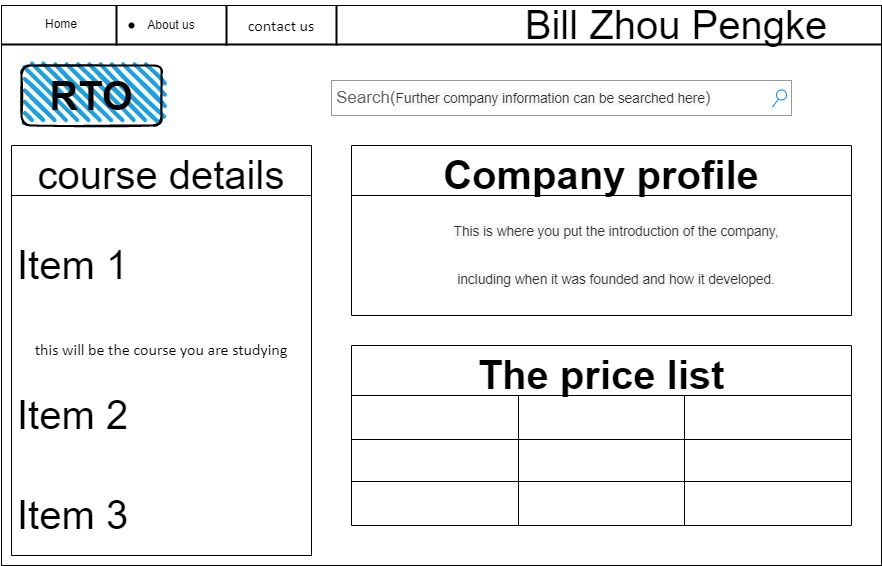 Home
• About us
contact us
Bill Zhou Pengke
RTO
Search(Further company information can be searched here)
course details
Item 1
this will be the course you are studying
Item 2
Item 3
Company profile
This is where you put the introduction of the company,
including when it was founded and how it developed.
The price list